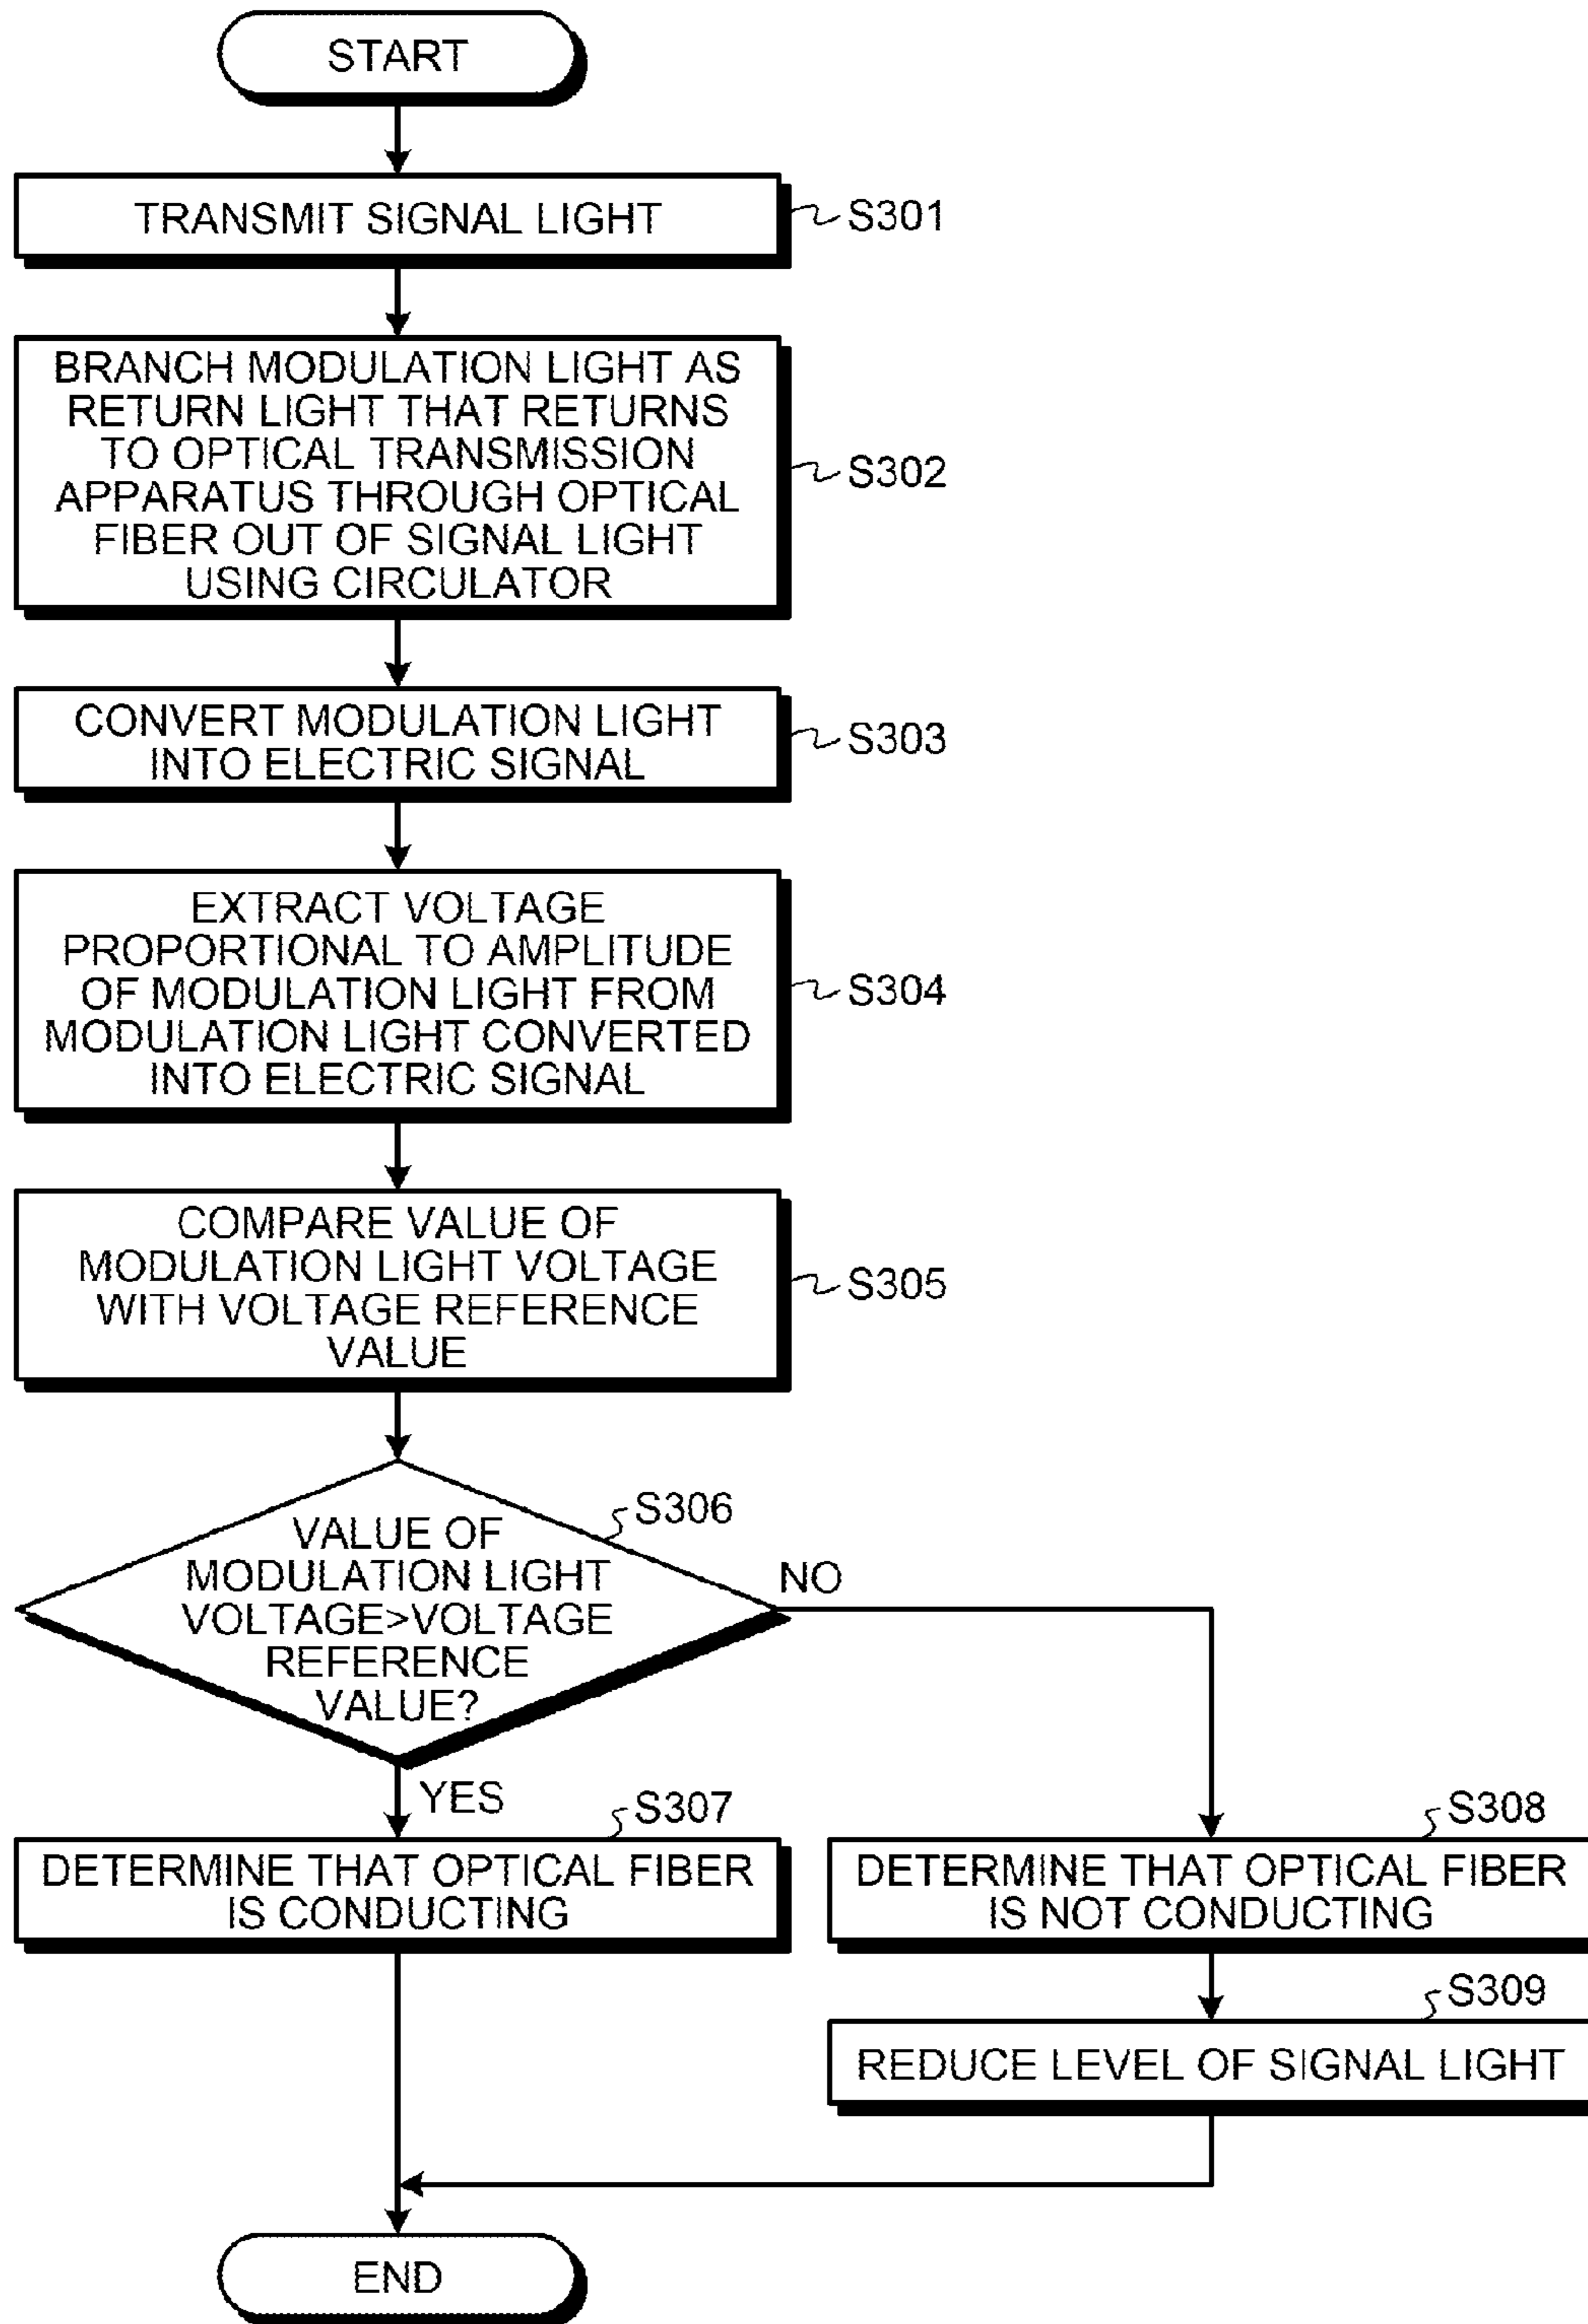 START
TRANSMIT SIGNAL LIGHT
S301
BRANCH MODULATION LIGHT AS
RETURN LIGHT THAT RETURNS
TO OPTICAL TRANSMISSION
APPARATUS THROUGH OPTICAL
FIBER OUT OF SIGNAL LIGHT
USING CIRCULATOR
S302
CONVERT MODULATION LIGHT
INTO ELECTRIC SIGNAL
S303
EXTRACT VOLTAGE
PROPORTIONAL TO AMPLITUDE
OF MODULATION LIGHT FROM
MODULATION LIGHT CONVERTED
INTO ELECTRIC SIGNAL
S304
COMPARE VALUE OF
MODULATION LIGHT VOLTAGE
WITH VOLTAGE REFERENCE
VALUE
S305
S306
VALUE OF
MODULATION LIGHT
VOLTAGE>VOLTAGE
REFERENCE
VALUE?
NO
YES
S307
DETERMINE THAT OPTICAL FIBER
IS CONDUCTING
S308
DETERMINE THAT OPTICAL FIBER
IS NOT CONDUCTING
S309
REDUCE LEVEL OF SIGNAL LIGHT
END